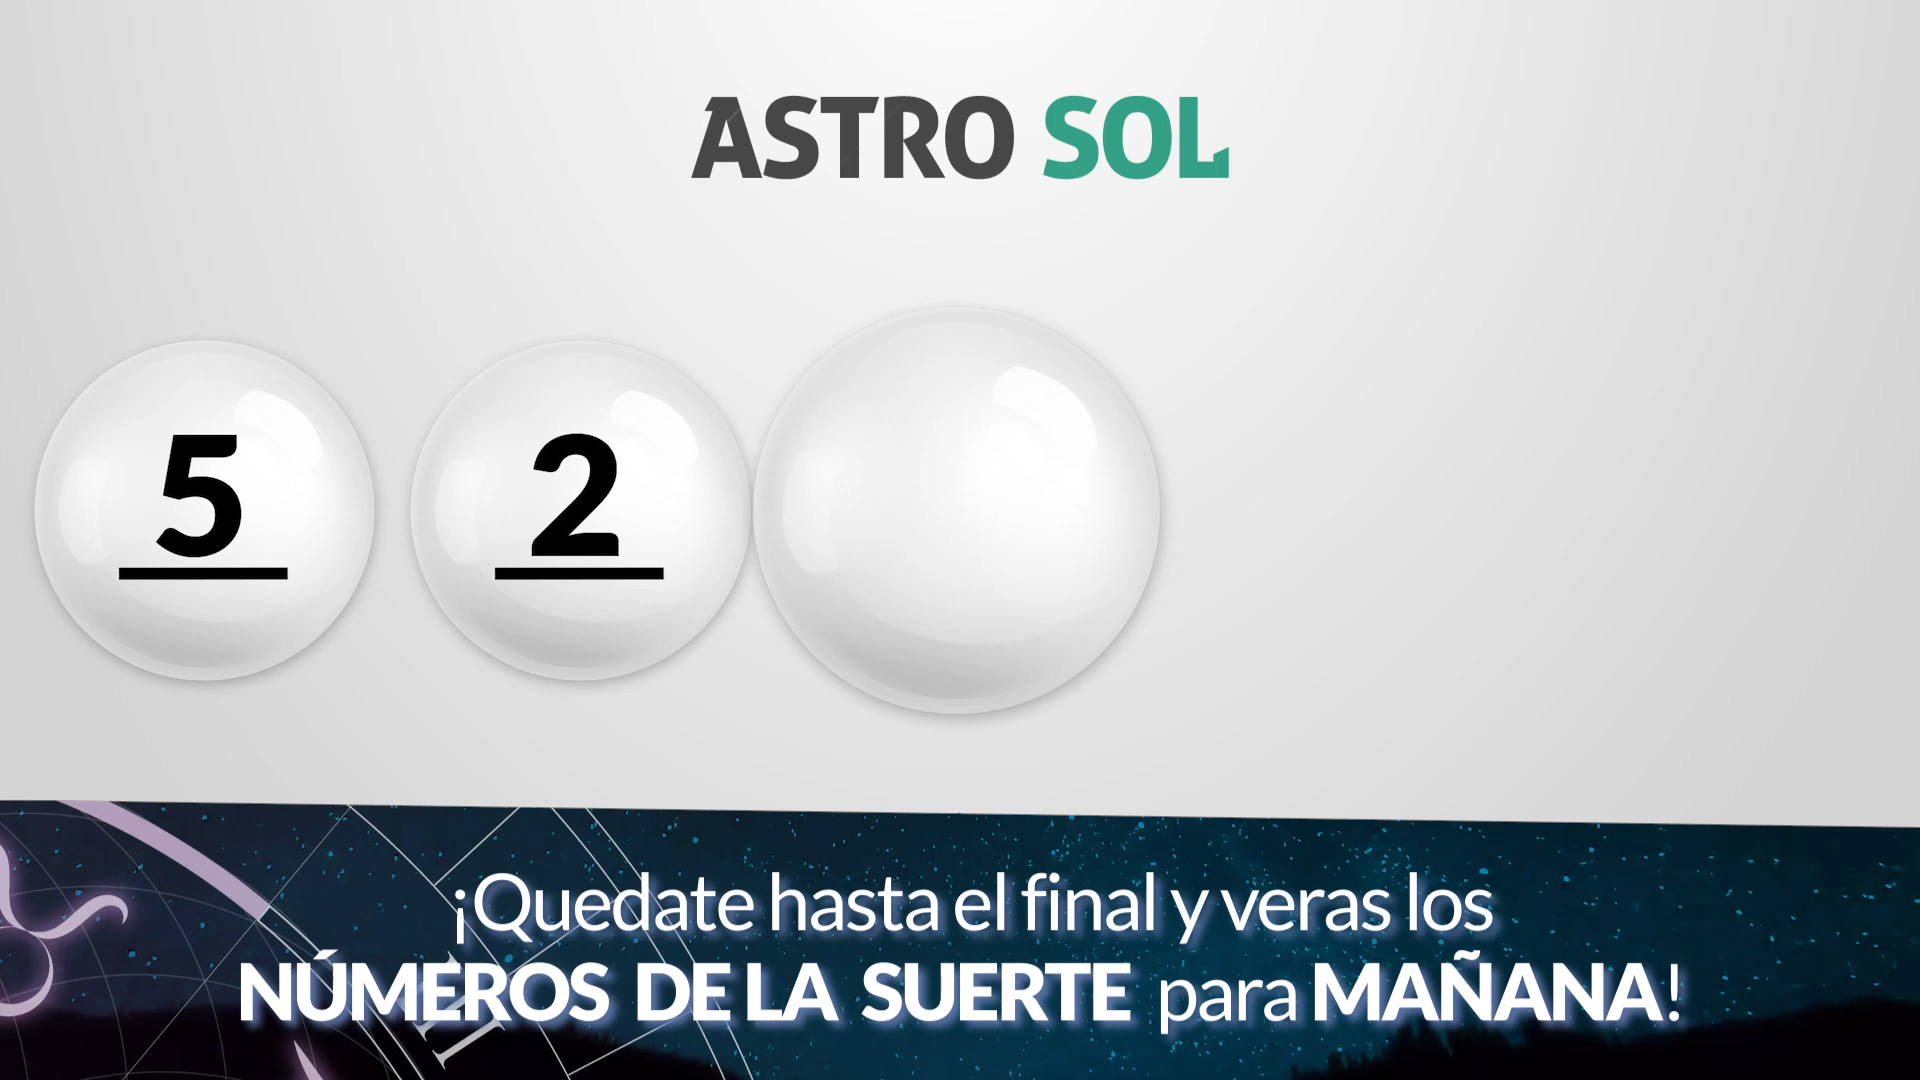 ASTRO SOL
5 2
¡Quedate hasta el final y veras los
NÚMEROS DE LA SUERTE para MAÑANA!